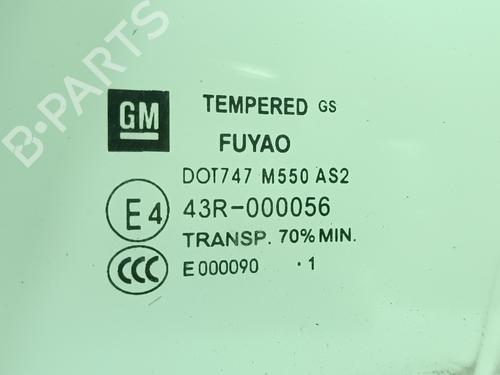 B-PARTS
GM
TEMPERED GS
FUYAO
DOT747 M550 AS2
E4 43R-000056
TRANSP. 70% MIN.
CCC E000090 ·1